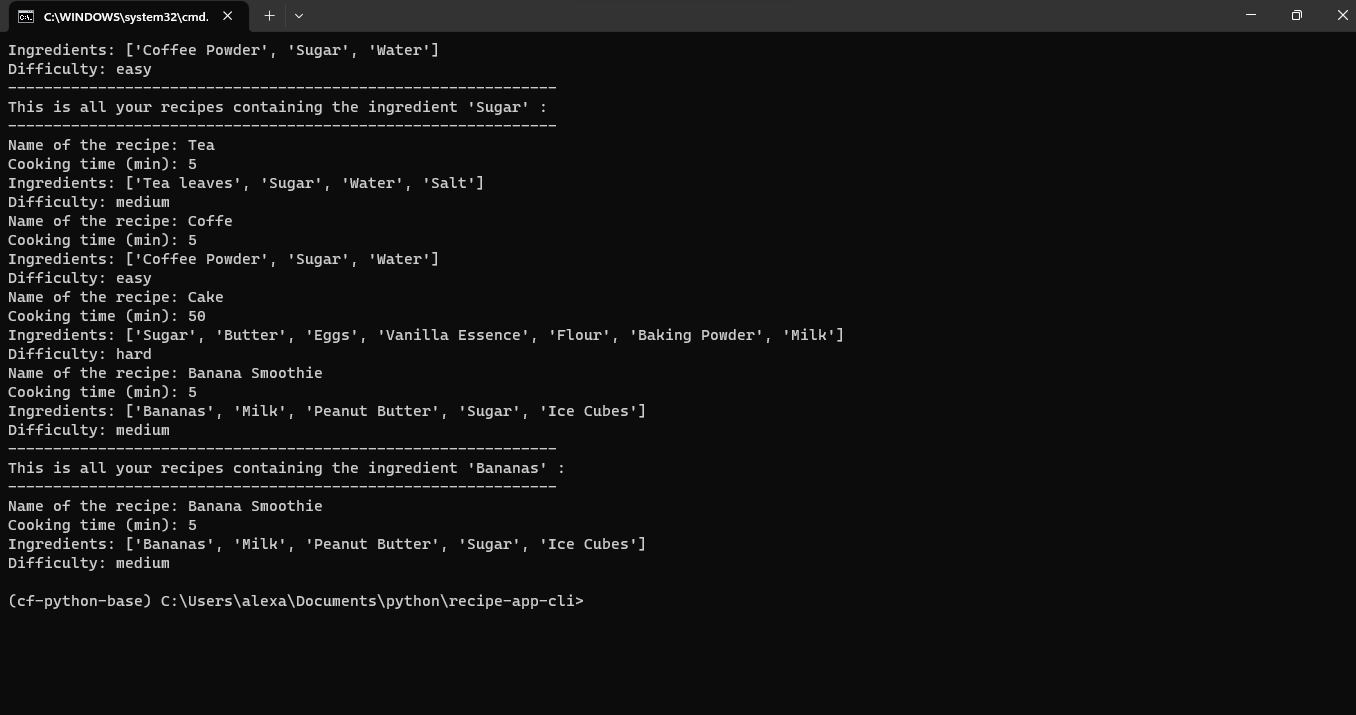 C:\WINDOWS\system32\cmd.
Ingredients: ['Coffee Powder', 'Sugar', 'Water']
Difficulty: easy
-------------------------------------------------------------
This is all your recipes containing the ingredient 'Sugar' :
-------------------------------------------------------------
Name of the recipe: Tea
Cooking time (min): 5
Ingredients: ['Tea leaves', 'Sugar', 'Water', 'Salt']
Difficulty: medium
Name of the recipe: Coffe
Cooking time (min): 5
Ingredients: ['Coffee Powder', 'Sugar', 'Water']
Difficulty: easy
Name of the recipe: Cake
Cooking time (min): 50
Ingredients: ['Sugar', 'Butter', 'Eggs', 'Vanilla Essence', 'Flour', 'Baking Powder', 'Milk']
Difficulty: hard
Name of the recipe: Banana Smoothie
Cooking time (min): 5
Ingredients: ['Bananas', 'Milk', 'Peanut Butter', 'Sugar', 'Ice Cubes']
Difficulty: medium
-------------------------------------------------------------
This is all your recipes containing the ingredient 'Bananas' :
-------------------------------------------------------------
Name of the recipe: Banana Smoothie
Cooking time (min): 5
Ingredients: ['Bananas', 'Milk', 'Peanut Butter', 'Sugar', 'Ice Cubes']
Difficulty: medium
(cf-python-base) C:\Users\alexa\Documents\python\recipe-app-cli>